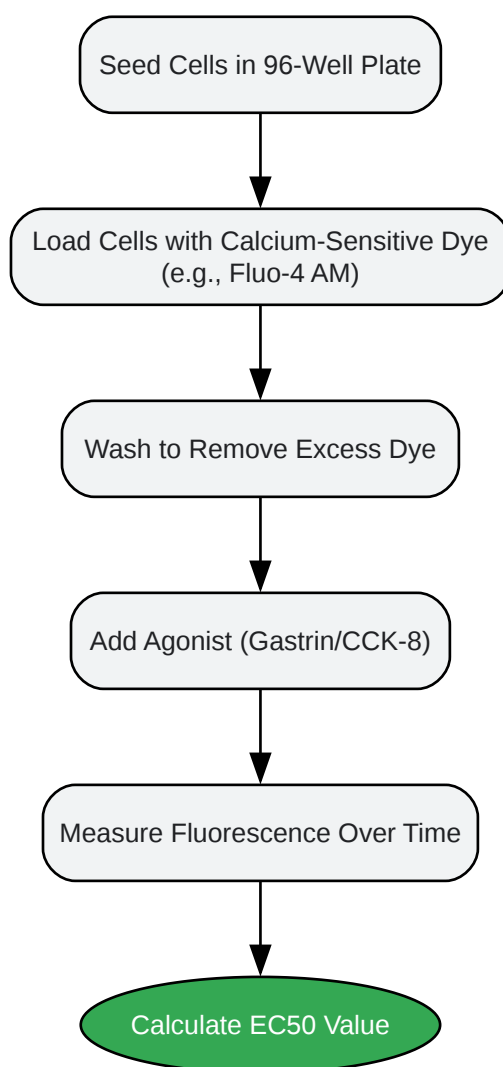 Seed Cells in 96-Well Plate
Load Cells with Calcium-Sensitive Dye
(e.g., Fluo-4 AM)
Wash to Remove Excess Dye
Add Agonist (Gastrin/CCK-8)
Measure Fluorescence Over Time
Calculate EC50 Value